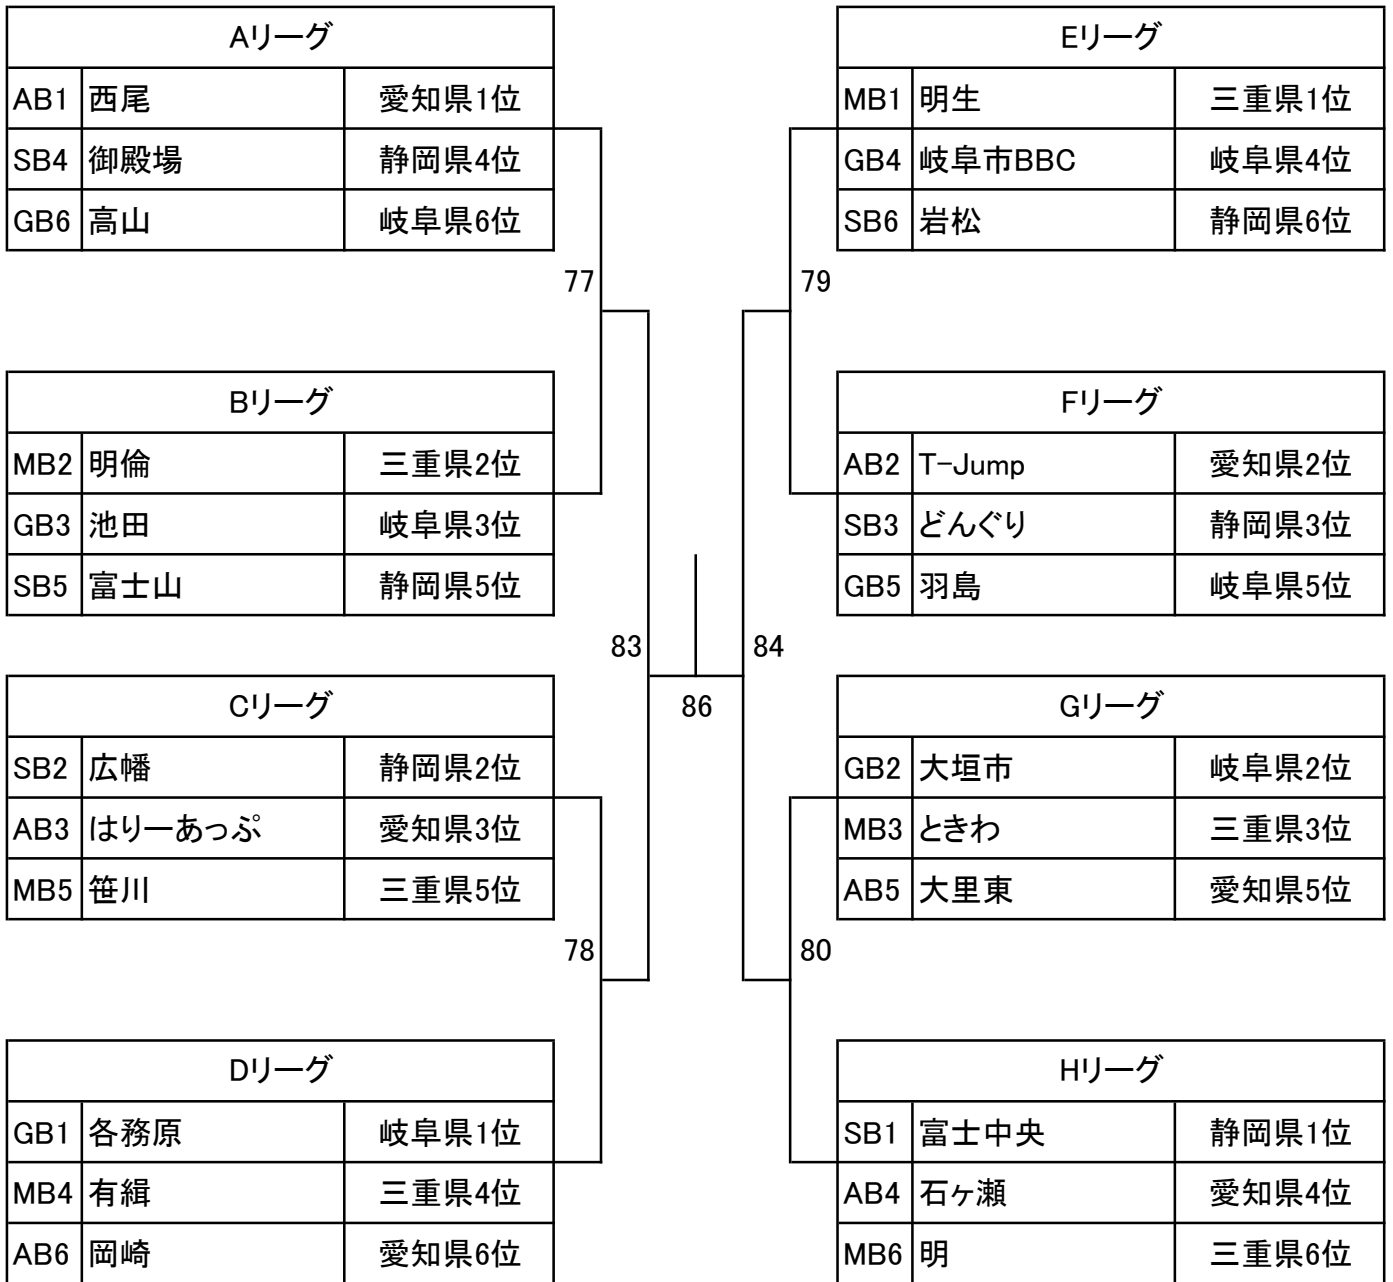 Aリーグ
AB1 西尾 愛知県1位
SB4 御殿場 静岡県4位
GB6 高山 岐阜県6位
77
Bリーグ
MB2 明倫 三重県2位
GB3 池田 岐阜県3位
SB5 富士山 静岡県5位
83
Cリーグ
SB2 広幡 静岡県2位
AB3 はりーあっぷ 愛知県3位
MB5 笹川 三重県5位
78
Dリーグ
GB1 各務原 岐阜県1位
MB4 有緝 三重県4位
AB6 岡崎 愛知県6位
86
Eリーグ
MB1 明生 三重県1位
GB4 岐阜市BBC 岐阜県4位
SB6 岩松 静岡県6位
79
Fリーグ
AB2 T-Jump 愛知県2位
SB3 どんぐり 静岡県3位
GB5 羽島 岐阜県5位
84
Gリーグ
GB2 大垣市 岐阜県2位
MB3 ときわ 三重県3位
AB5 大里東 愛知県5位
80
Hリーグ
SB1 富士中央 静岡県1位
AB4 石ヶ瀬 愛知県4位
MB6 明 三重県6位